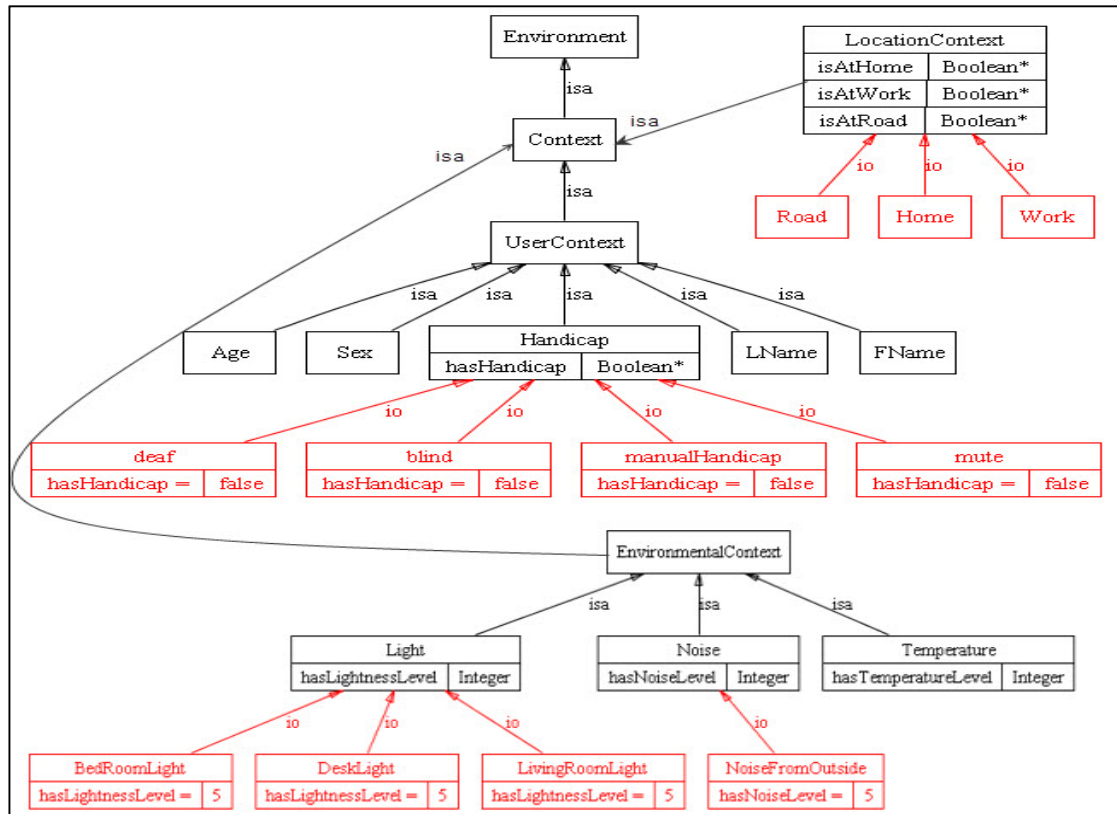 Environment
LocationContext
isAtHome Boolean*
isAtWork Boolean*
isAtRoad Boolean*
isa
isa
isa
Context
io
io
io
isa
Road
Home
Work
UserContext
isa
isa
isa
isa
isa
Age
Sex
Handicap
hasHandicap Boolean*
LName
FName
io
io
io
io
deaf
hasHandicap = false
blind
hasHandicap = false
manualHandicap
hasHandicap = false
mute
hasHandicap = false
EnvironmentalContext
isa
isa
isa
Light
hasLightnessLevel Integer
Noise
hasNoiseLevel Integer
Temperature
hasTemperatureLevel Integer
io
io
io
io
BedRoomLight
hasLightnessLevel = 5
DeskLight
hasLightnessLevel = 5
LivingRoomLight
hasLightnessLevel = 5
NoiseFromOutside
hasNoiseLevel = 5